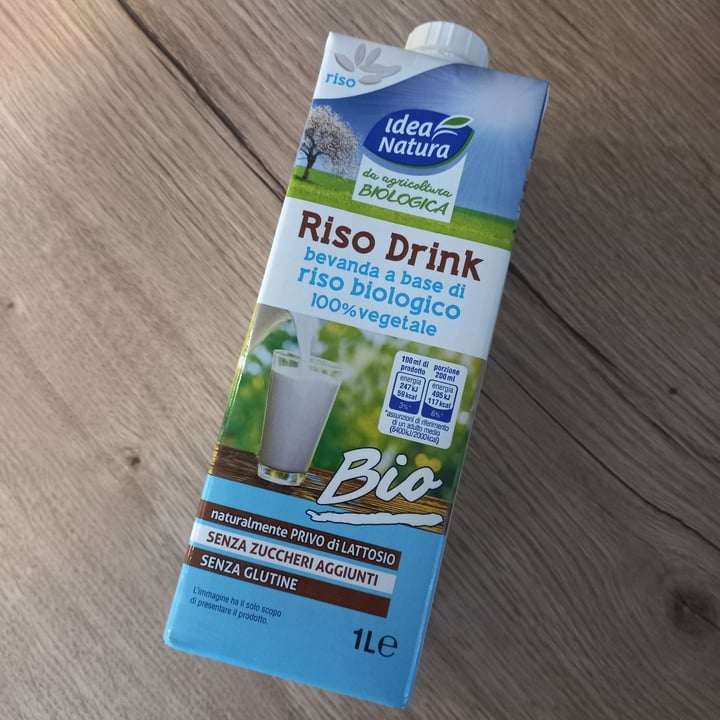 riso
idea
Natura
da agricoltura
BIOLOGICA
Riso Drink
bevanda a base di
riso biologico
100% vegetale
100 ml di
prodotto
porzione
200 ml
energia
247 kJ
59 kcal
3%*
energia
495 kJ
117 kcal
6%*
*assunzioni di riferimento
di un adulto medio
(8400kJ/2000kcal)
Bio
naturalmente PRIVO di LATTOSIO
SENZA ZUCCHERI AGGIUNTI
SENZA GLUTINE
L'immagine ha il solo scopo
di presentare il prodotto.
1L℮